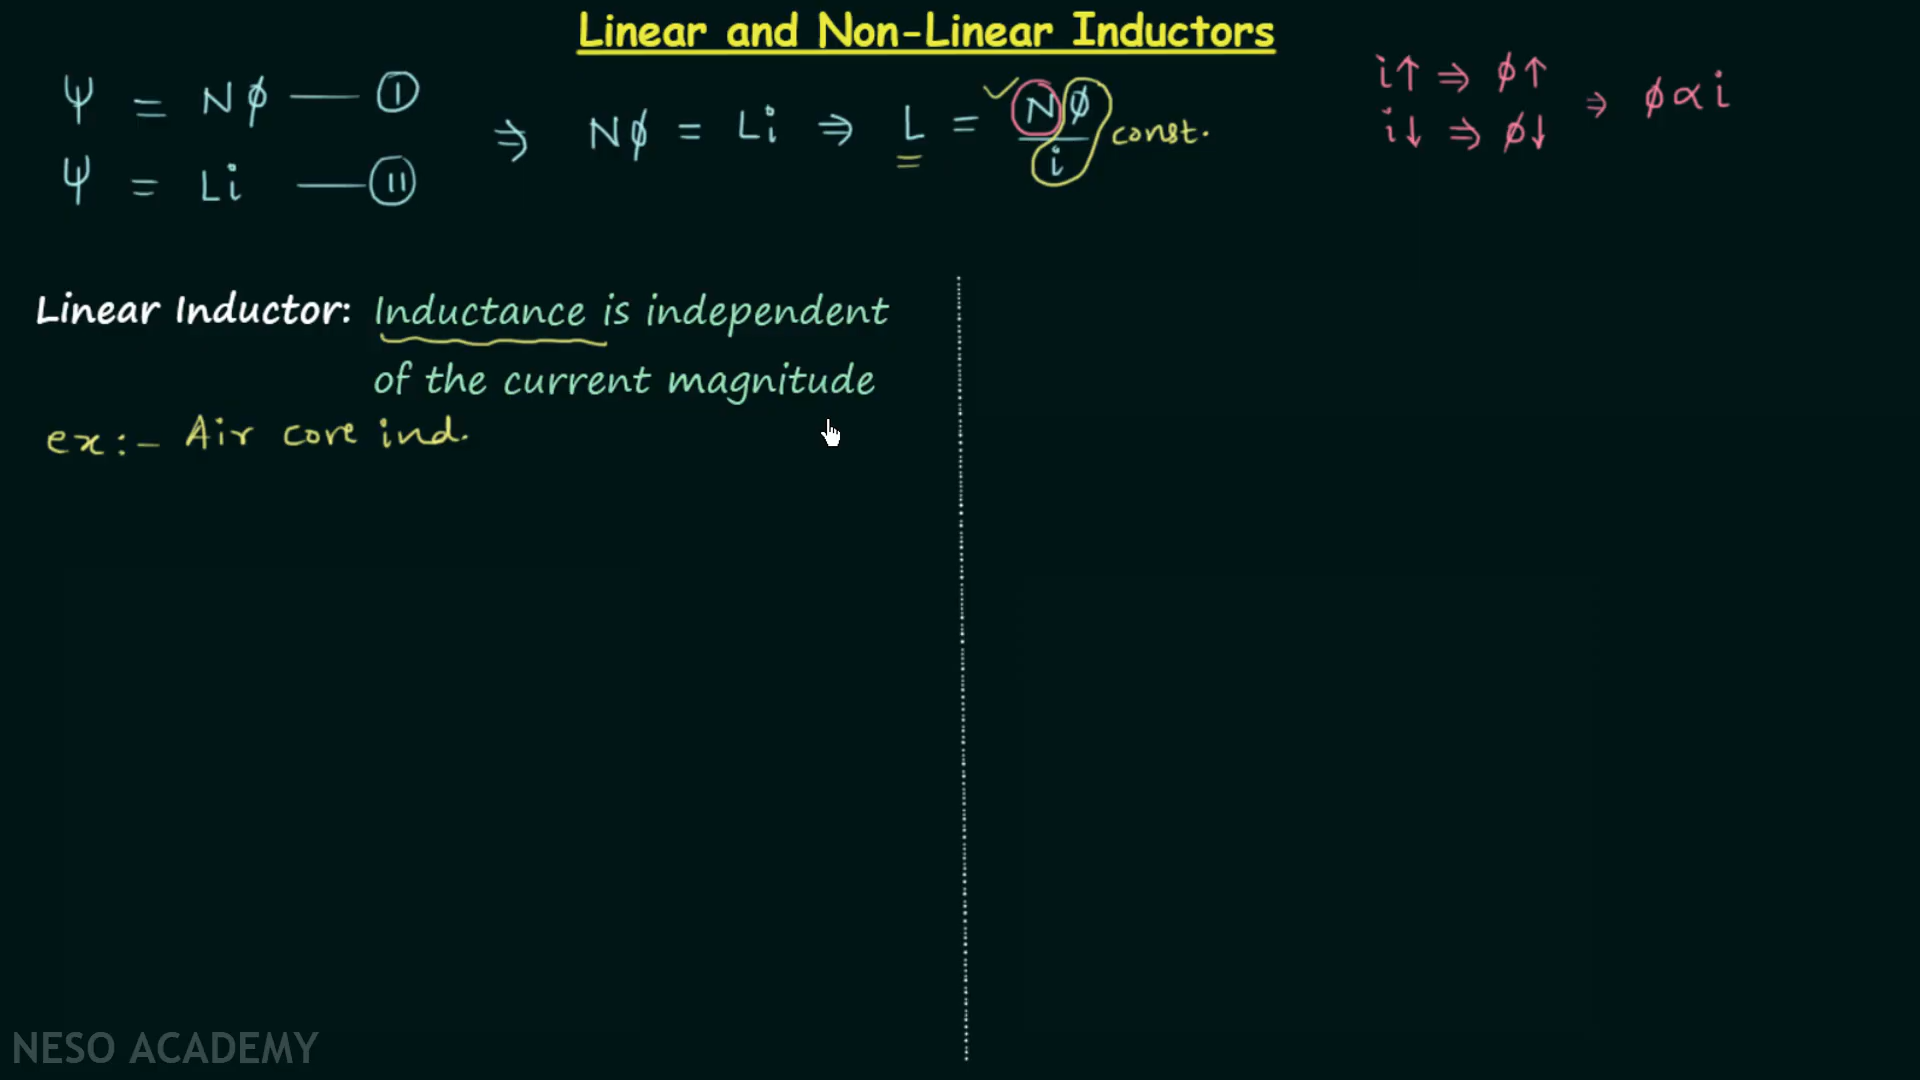 Linear and Non-Linear Inductors
Ψ = Nϕ — Ⓘ
Ψ = Li — (II)
⇒ Nϕ = Li ⇒ L = Nϕ/i const. ✓
i↑ ⇒ ϕ↑
i↓ ⇒ ϕ↓
⇒ ϕ α i
Linear Inductor: Inductance is independent
of the current magnitude
ex:- Air core ind.
NESO ACADEMY